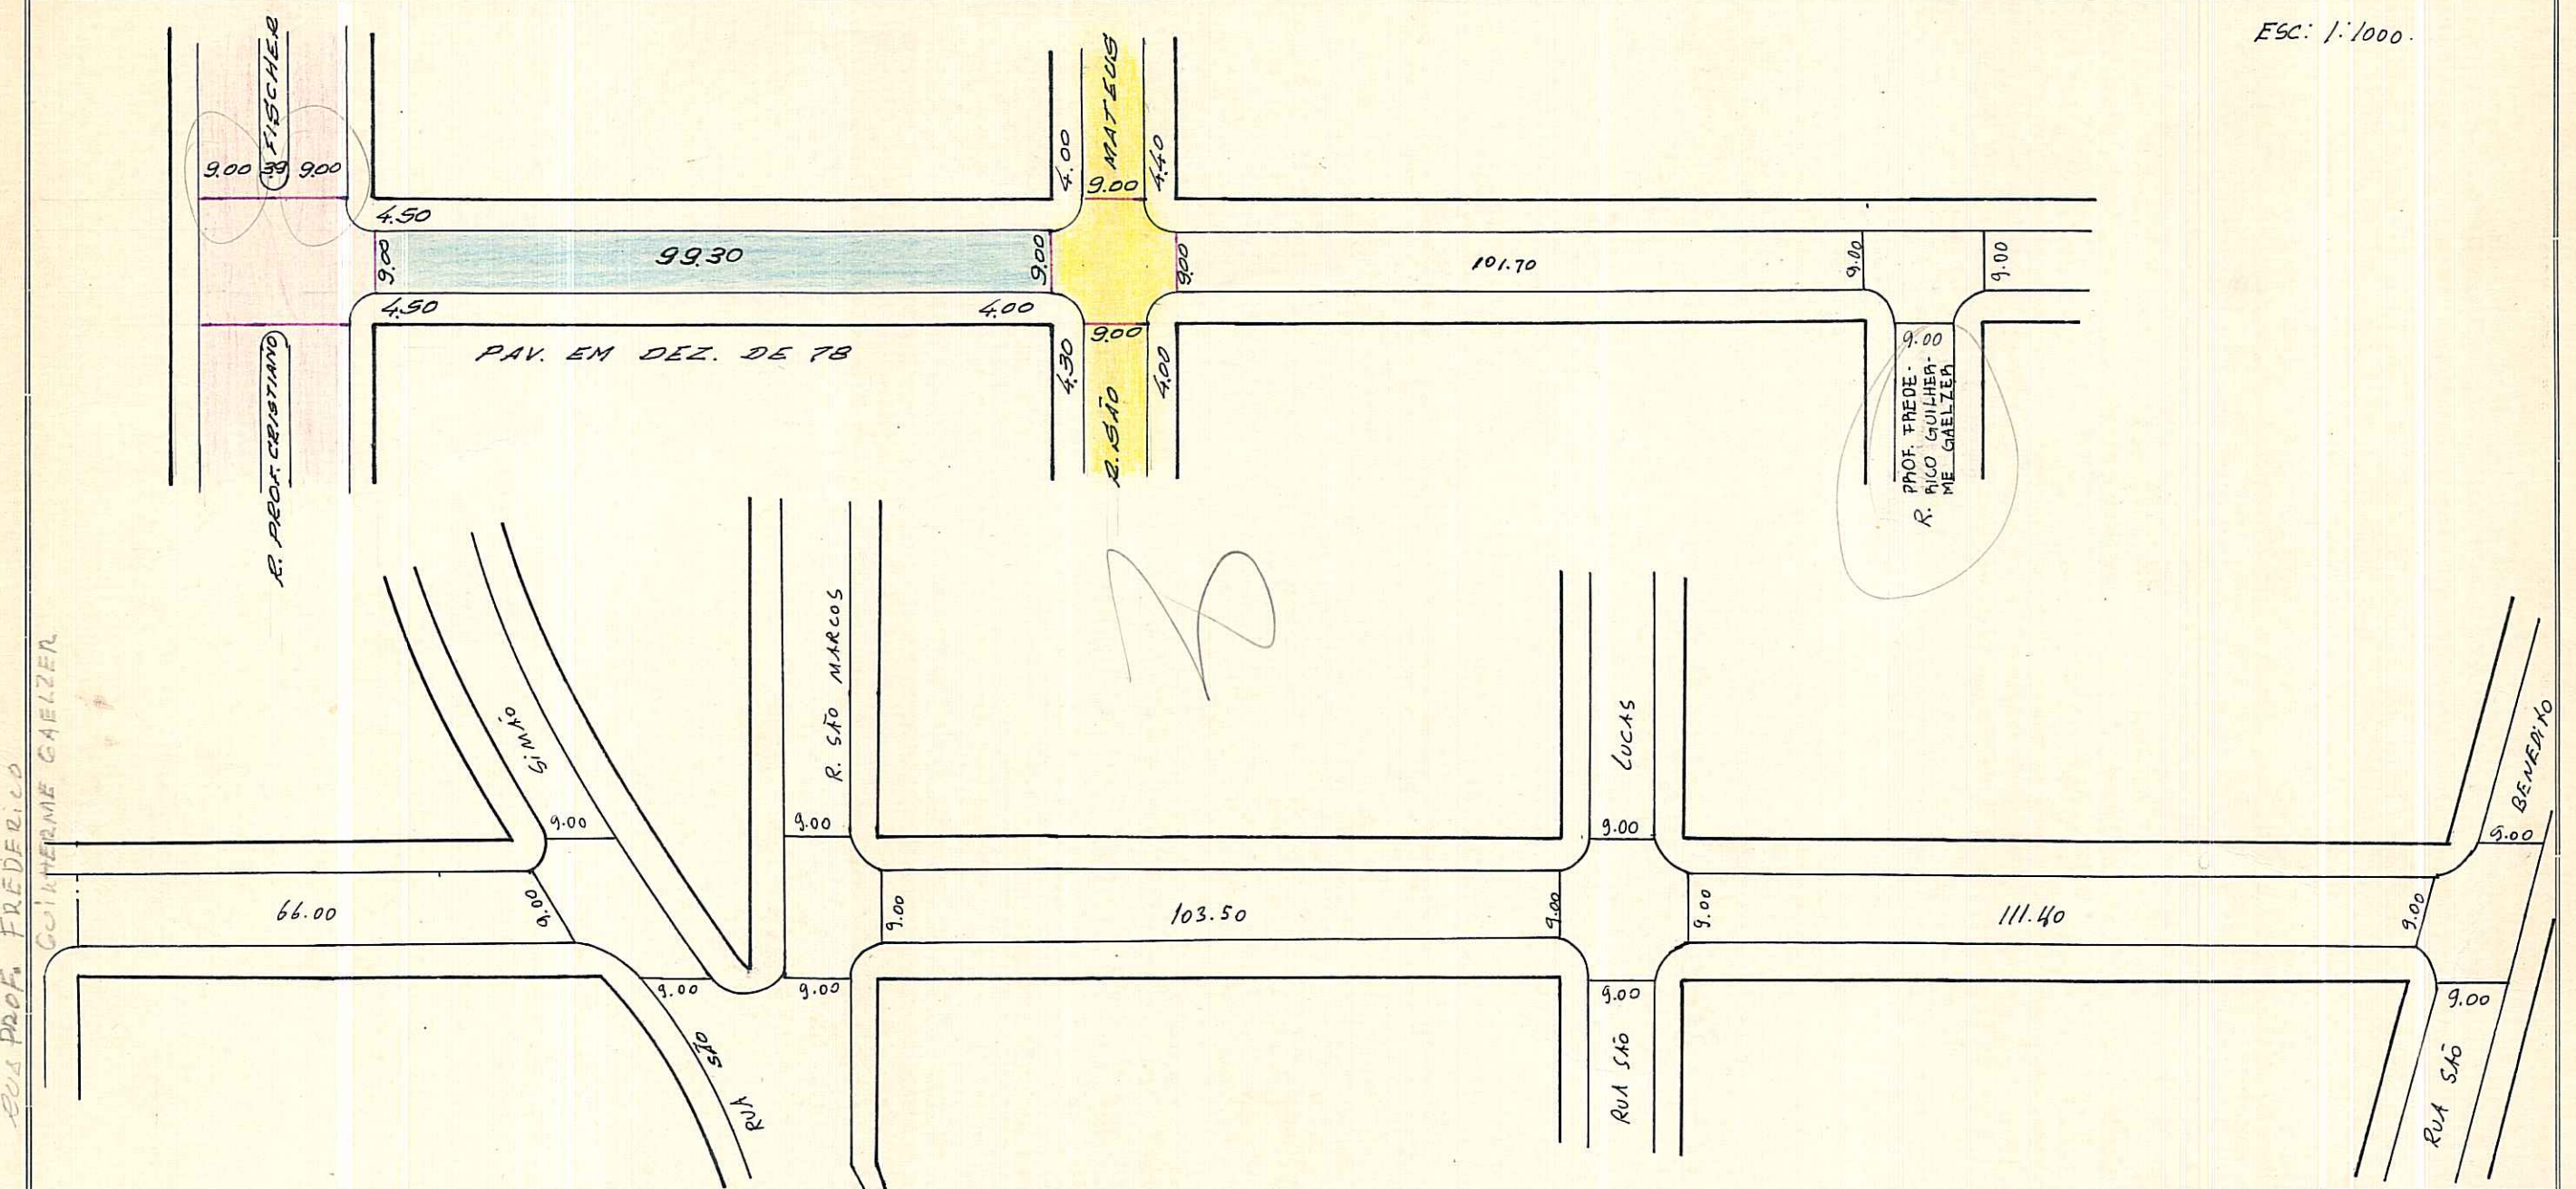 ESC: 1:1000.
R. PROF. CRISTIANO FISCHER
9.00 3.9 9.00
4.50
9.00
99.30
9.00
4.50
4.00
PAV. EM DEZ. DE 78
R. SÃO MATEUS
4.00
9.00
4.40
9.00
4.30
9.00
4.00
101.70
9.00
9.00
9.00
R. PROF. FREDE-
RICO GUILHER-
ME GAELZER
PROF. FREDERICO
GUILHERME GAELZER
66.00
9.00
RUA SÃO SIMÃO
9.00
9.00
R. SÃO MARCOS
9.00
9.00
9.00
103.50
9.00
RUA SÃO LUCAS
9.00
9.00
9.00
111.40
9.00
RUA SÃO BENEDITO
9.00
9.00